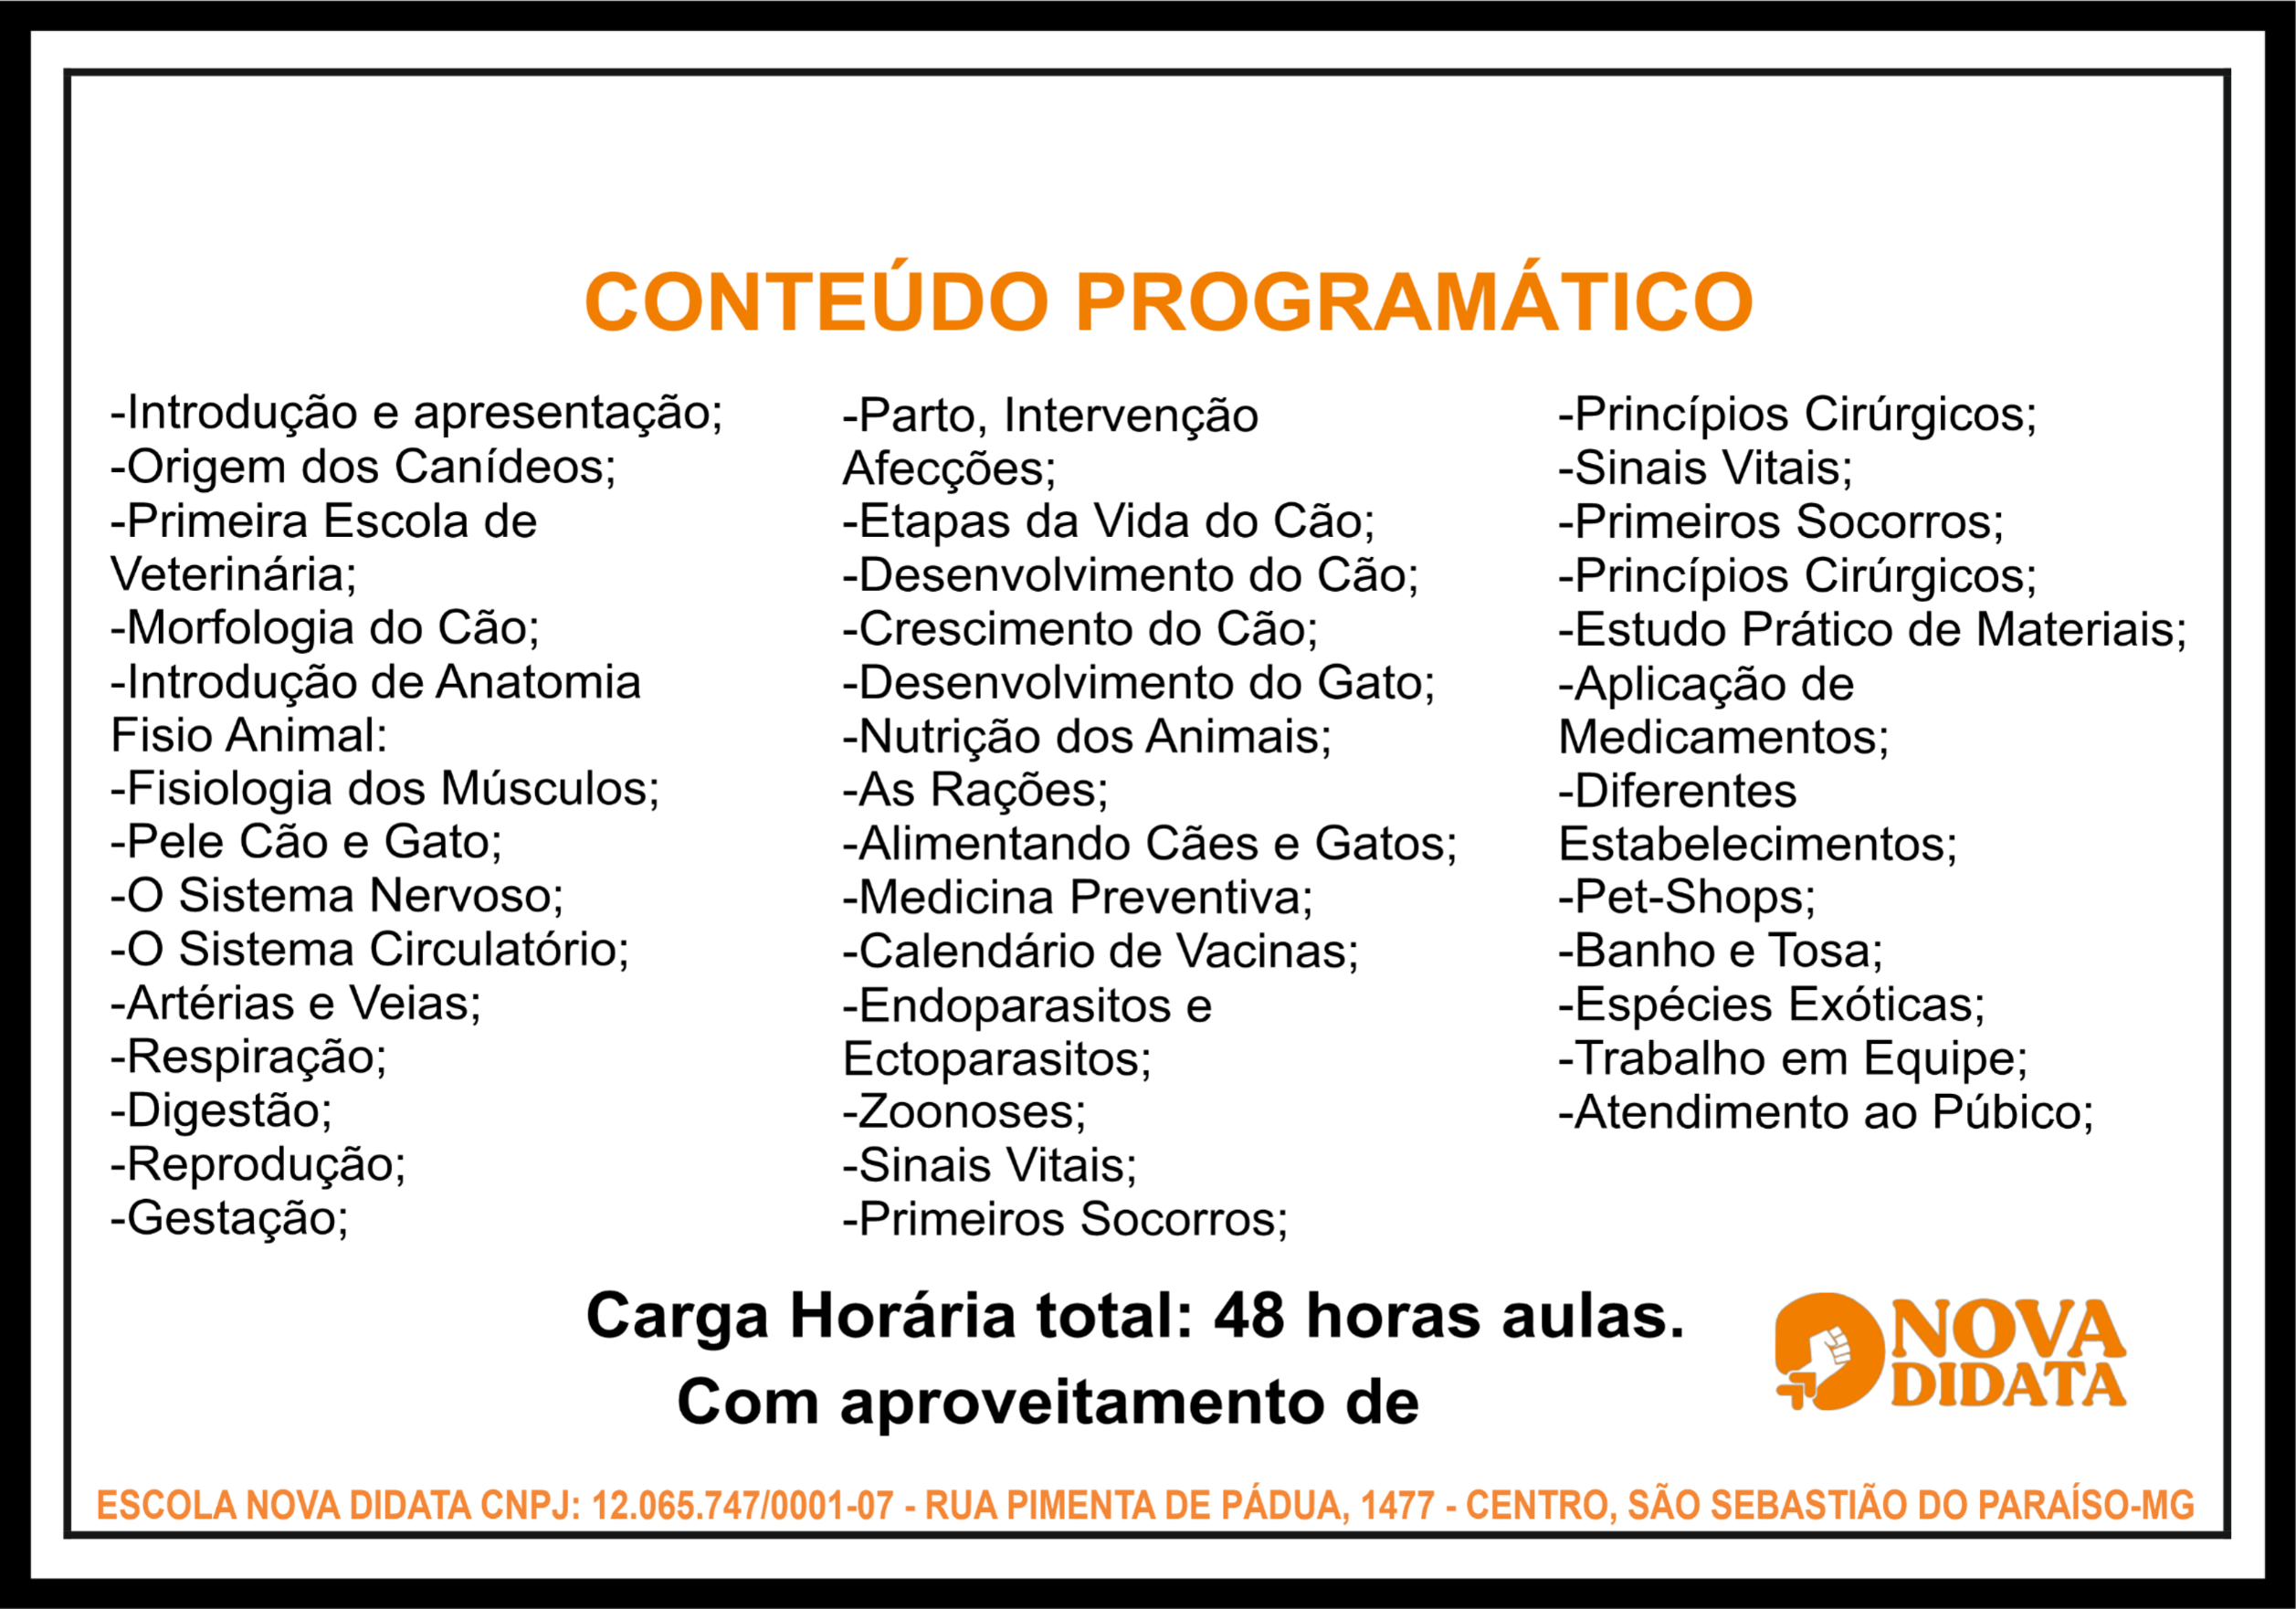 CONTEÚDO PROGRAMÁTICO
-Introdução e apresentação;
-Origem dos Canídeos;
-Primeira Escola de
Veterinária;
-Morfologia do Cão;
-Introdução de Anatomia
Fisio Animal:
-Fisiologia dos Músculos;
-Pele Cão e Gato;
-O Sistema Nervoso;
-O Sistema Circulatório;
-Artérias e Veias;
-Respiração;
-Digestão;
-Reprodução;
-Gestação;
-Parto, Intervenção
Afecções;
-Etapas da Vida do Cão;
-Desenvolvimento do Cão;
-Crescimento do Cão;
-Desenvolvimento do Gato;
-Nutrição dos Animais;
-As Rações;
-Alimentando Cães e Gatos;
-Medicina Preventiva;
-Calendário de Vacinas;
-Endoparasitos e
Ectoparasitos;
-Zoonoses;
-Sinais Vitais;
-Primeiros Socorros;
-Princípios Cirúrgicos;
-Sinais Vitais;
-Primeiros Socorros;
-Princípios Cirúrgicos;
-Estudo Prático de Materiais;
-Aplicação de
Medicamentos;
-Diferentes
Estabelecimentos;
-Pet-Shops;
-Banho e Tosa;
-Espécies Exóticas;
-Trabalho em Equipe;
-Atendimento ao Púbico;
Carga Horária total: 48 horas aulas.
Com aproveitamento de
NOVA
DIDATA
ESCOLA NOVA DIDATA CNPJ: 12.065.747/0001-07 - RUA PIMENTA DE PÁDUA, 1477 - CENTRO, SÃO SEBASTIÃO DO PARAÍSO-MG